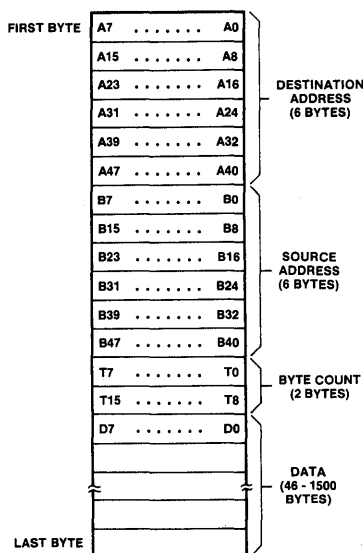 FIRST BYTE A7 ....... A0
A15 ....... A8
A23 ....... A16
A31 ....... A24
A39 ....... A32
A47 ....... A40
DESTINATION
ADDRESS
(6 BYTES)
B7 ....... B0
B15 ....... B8
B23 ....... B16
B31 ....... B24
B39 ....... B32
B47 ....... B40
SOURCE
ADDRESS
(6 BYTES)
T7 ....... T0
T15 ....... T8
BYTE COUNT
(2 BYTES)
D7 ....... D0
DATA
(46 - 1500
BYTES)
LAST BYTE